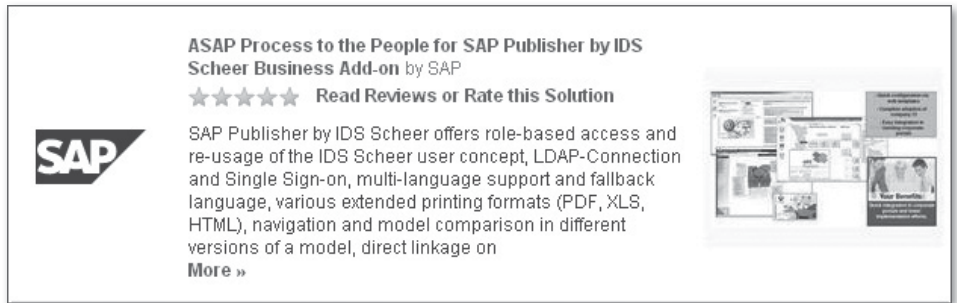 ASAP Process to the People for SAP Publisher by IDS
Scheer Business Add-on by SAP
Read Reviews or Rate this Solution
SAP
SAP Publisher by IDS Scheer offers role-based access and
re-usage of the IDS Scheer user concept, LDAP-Connection
and Single Sign-on, multi-language support and fallback
language, various extended printing formats (PDF, XLS,
HTML), navigation and model comparison in different
versions of a model, direct linkage on
More »
Your Benefits: